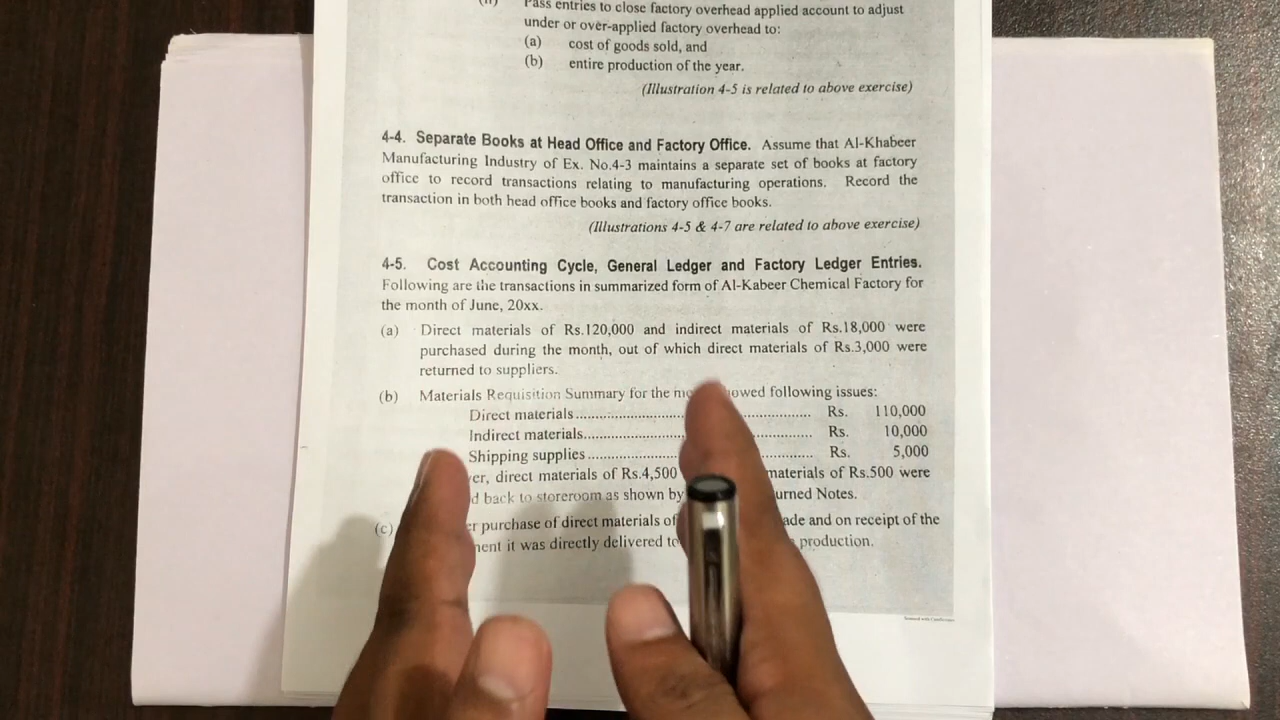 Pass entries to close factory overhead applied account to adjust
under or over-applied factory overhead to:
(a) cost of goods sold, and
(b) entire production of the year.
(Illustration 4-5 is related to above exercise)
4-4. Separate Books at Head Office and Factory Office. Assume that Al-Khabeer
Manufacturing Industry of Ex. No.4-3 maintains a separate set of books at factory
office to record transactions relating to manufacturing operations. Record the
transaction in both head office books and factory office books.
(Illustrations 4-5 & 4-7 are related to above exercise)
4-5. Cost Accounting Cycle, General Ledger and Factory Ledger Entries.
Following are the transactions in summarized form of Al-Kabeer Chemical Factory for
the month of June, 20xx.
(a) Direct materials of Rs.120,000 and indirect materials of Rs.18,000 were
purchased during the month, out of which direct materials of Rs.3,000 were
returned to suppliers.
(b) Materials Requisition Summary for the showed following issues:
Direct materials.............................................. Rs. 110,000
Indirect materials............................................ Rs. 10,000
Shipping supplies............................................ Rs. 5,000
direct materials of Rs.4,500 materials of Rs.500 were
back to storeroom as shown by Notes.
(c) purchase of direct materials of and on receipt of the
it was directly delivered production.